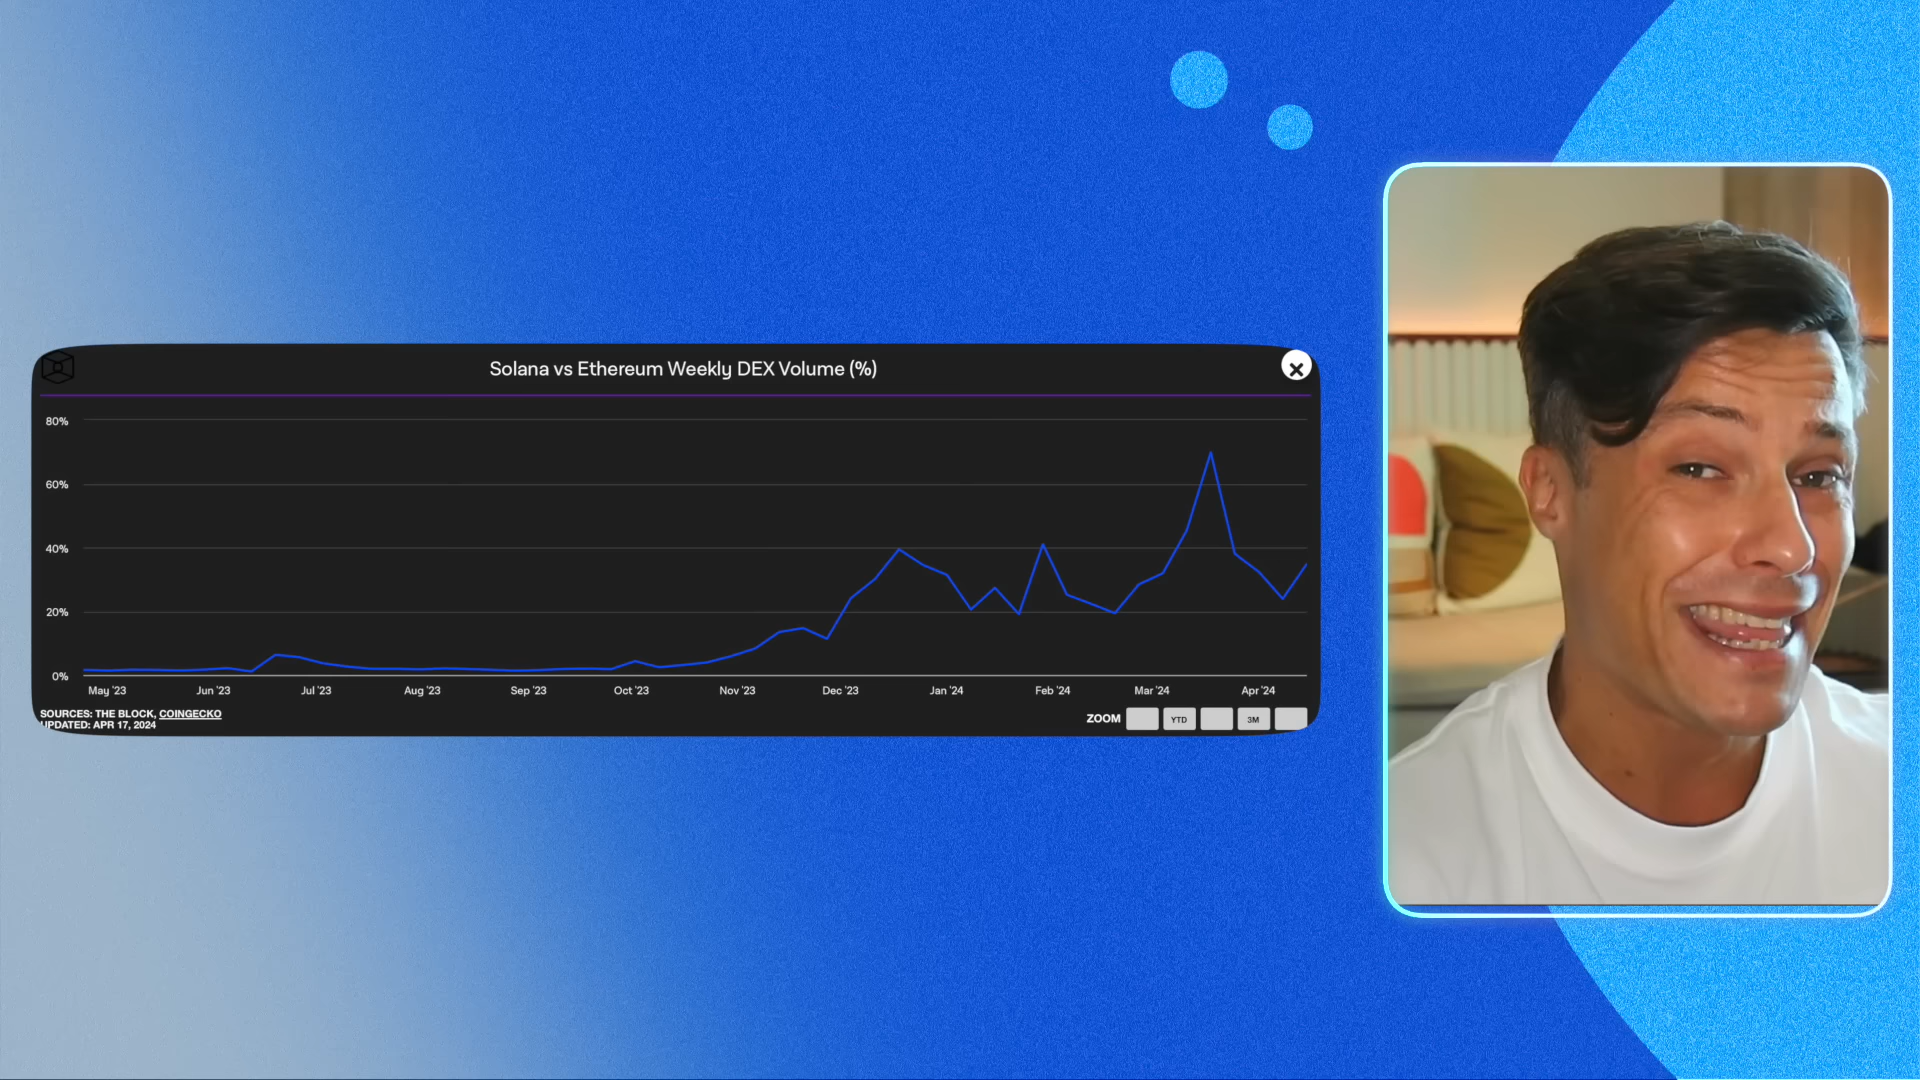 Solana vs Ethereum Weekly DEX Volume (%)
80%
60%
40%
20%
0%
May '23 Jun '23 Jul '23 Aug '23 Sep '23 Oct '23 Nov '23 Dec '23 Jan '24 Feb '24 Mar '24 Apr '24
SOURCES: THE BLOCK, COINGECKO
UPDATED: APR 17, 2024
ZOOM YTD 3M